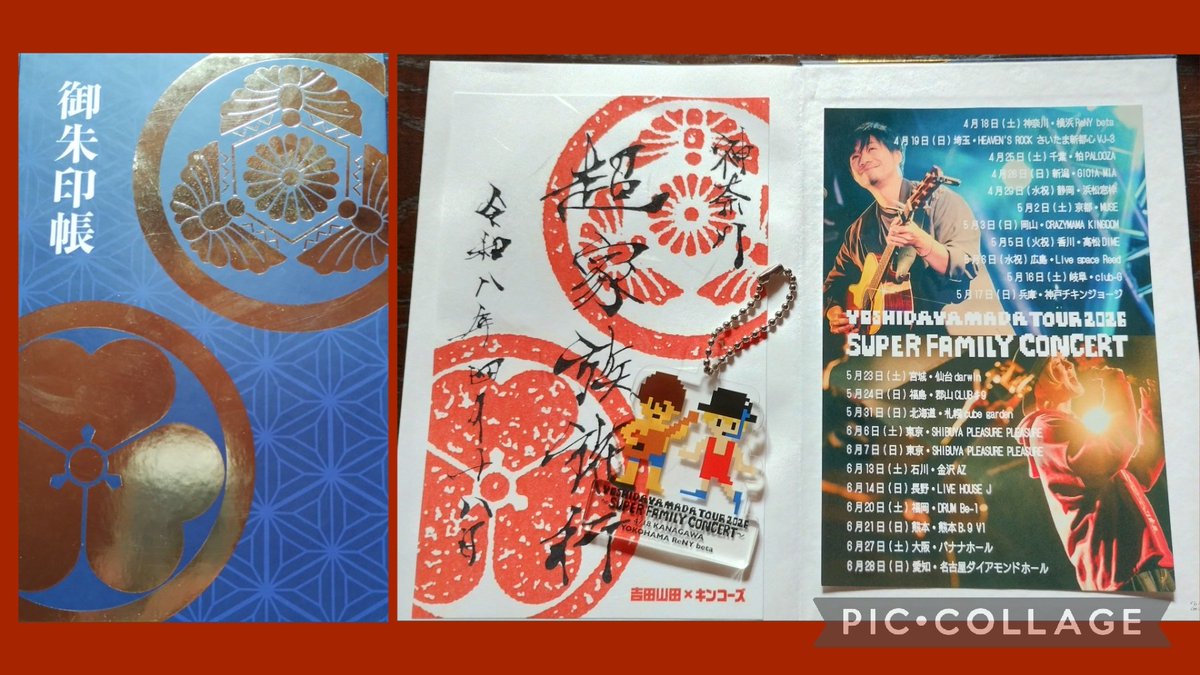 御朱印帳
神奈川
超家族旅行
令和八年四月十八日
吉田山田×キンコーズ
YOSHIDAYAMADA TOUR 2026
SUPER FAMILY CONCERT
4/18 KANAGAWA
YOKOHAMA ReNY beta
4月18日(土)神奈川・横浜 ReNY beta
4月19日(日)埼玉・HEAVEN'S ROCK さいたま新都心 VJ-3
4月25日(土)千葉・柏PALOOZA
4月26日(日)新潟・GIOIA MIA
4月29日(水祝)静岡・浜松窓枠
5月2日(土)京都・MUSE
5月3日(日)岡山・CRAZYMAMA KINGDOM
5月5日(火祝)香川・高松DIME
5月6日(水祝)広島・Live space Reed
5月16日(土)岐阜・club-G
5月17日(日)兵庫・神戸チキンジョージ
YOSHIDAYAMADA TOUR 2026
SUPER FAMILY CONCERT
5月23日(土)宮城・仙台darwin
5月24日(日)福島・郡山CLUB #9
5月31日(日)北海道・札幌cube garden
6月6日(土)東京・SHIBUYA PLEASURE PLEASURE
6月7日(日)東京・SHIBUYA PLEASURE PLEASURE
6月13日(土)石川・金沢AZ
6月14日(日)長野・LIVE HOUSE J
6月20日(土)福岡・DRUM Be-1
6月21日(日)熊本・熊本B.9 V1
6月27日(土)大阪・バナナホール
6月28日(日)愛知・名古屋ダイアモンドホール
PIC•COLLAGE